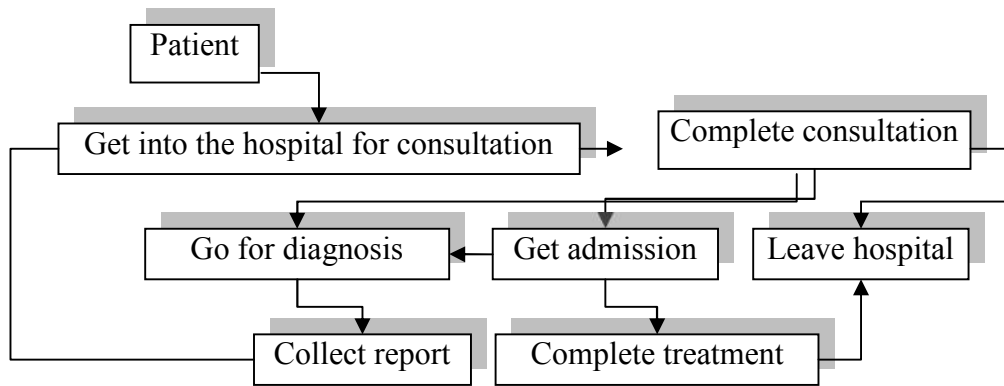 Patient
Get into the hospital for consultation
Complete consultation
Go for diagnosis
Get admission
Leave hospital
Collect report
Complete treatment